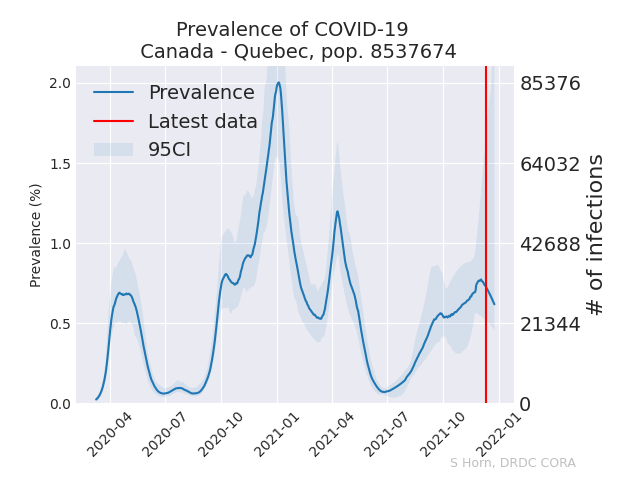 Prevalence of COVID-19
Canada - Quebec, pop. 8537674
Prevalence
Latest data
95CI
Prevalence (%)
2.0
1.5
1.0
0.5
0.0
85376
64032
42688
21344
0
# of infections
2020-04
2020-07
2020-10
2021-01
2021-04
2021-07
2021-10
2022-01
S Horn, DRDC CORA